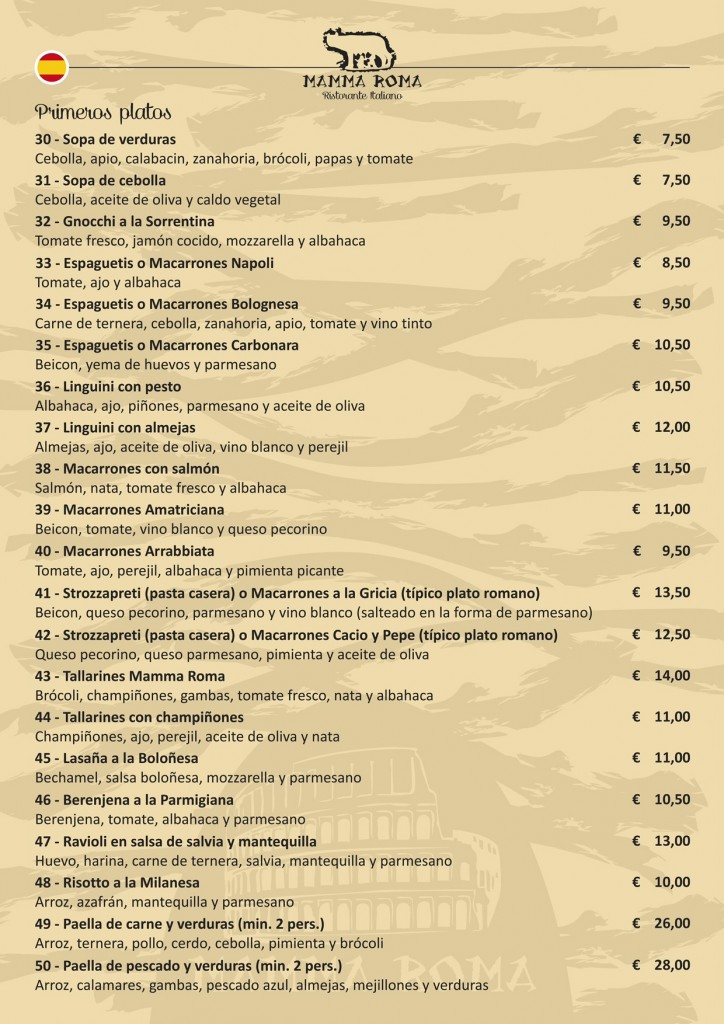 MAMMA ROMA
Ristorante Italiano
Primeros platos
30 - Sopa de verduras € 7,50
Cebolla, apio, calabacin, zanahoria, brócoli, papas y tomate
31 - Sopa de cebolla € 7,50
Cebolla, aceite de oliva y caldo vegetal
32 - Gnocchi a la Sorrentina € 9,50
Tomate fresco, jamón cocido, mozzarella y albahaca
33 - Espaguetis o Macarrones Napoli € 8,50
Tomate, ajo y albahaca
34 - Espaguetis o Macarrones Bolognesa € 9,50
Carne de ternera, cebolla, zanahoria, apio, tomate y vino tinto
35 - Espaguetis o Macarrones Carbonara € 10,50
Beicon, yema de huevos y parmesano
36 - Linguini con pesto € 10,50
Albahaca, ajo, piñones, parmesano y aceite de oliva
37 - Linguini con almejas € 12,00
Almejas, ajo, aceite de oliva, vino blanco y perejil
38 - Macarrones con salmón € 11,50
Salmón, nata, tomate fresco y albahaca
39 - Macarrones Amatriciana € 11,00
Beicon, tomate, vino blanco y queso pecorino
40 - Macarrones Arrabbiata € 9,50
Tomate, ajo, perejil, albahaca y pimienta picante
41 - Strozzapreti (pasta casera) o Macarrones a la Gricia (típico plato romano) € 13,50
Beicon, queso pecorino, parmesano y vino blanco (salteado en la forma de parmesano)
42 - Strozzapreti (pasta casera) o Macarrones Cacio y Pepe (típico plato romano) € 12,50
Queso pecorino, queso parmesano, pimienta y aceite de oliva
43 - Tallarines Mamma Roma € 14,00
Brócoli, champiñones, gambas, tomate fresco, nata y albahaca
44 - Tallarines con champiñones € 11,00
Champiñones, ajo, perejil, aceite de oliva y nata
45 - Lasaña a la Boloñesa € 11,00
Bechamel, salsa boloñesa, mozzarella y parmesano
46 - Berenjena a la Parmigiana € 10,50
Berenjena, tomate, albahaca y parmesano
47 - Ravioli en salsa de salvia y mantequilla € 13,00
Huevo, harina, carne de ternera, salvia, mantequilla y parmesano
48 - Risotto a la Milanesa € 10,00
Arroz, azafrán, mantequilla y parmesano
49 - Paella de carne y verduras (min. 2 pers.) € 26,00
Arroz, ternera, pollo, cerdo, cebolla, pimienta y brócoli
50 - Paella de pescado y verduras (min. 2 pers.) € 28,00
MAMMA ROMA
Arroz, calamares, gambas, pescado azul, almejas, mejillones y verduras